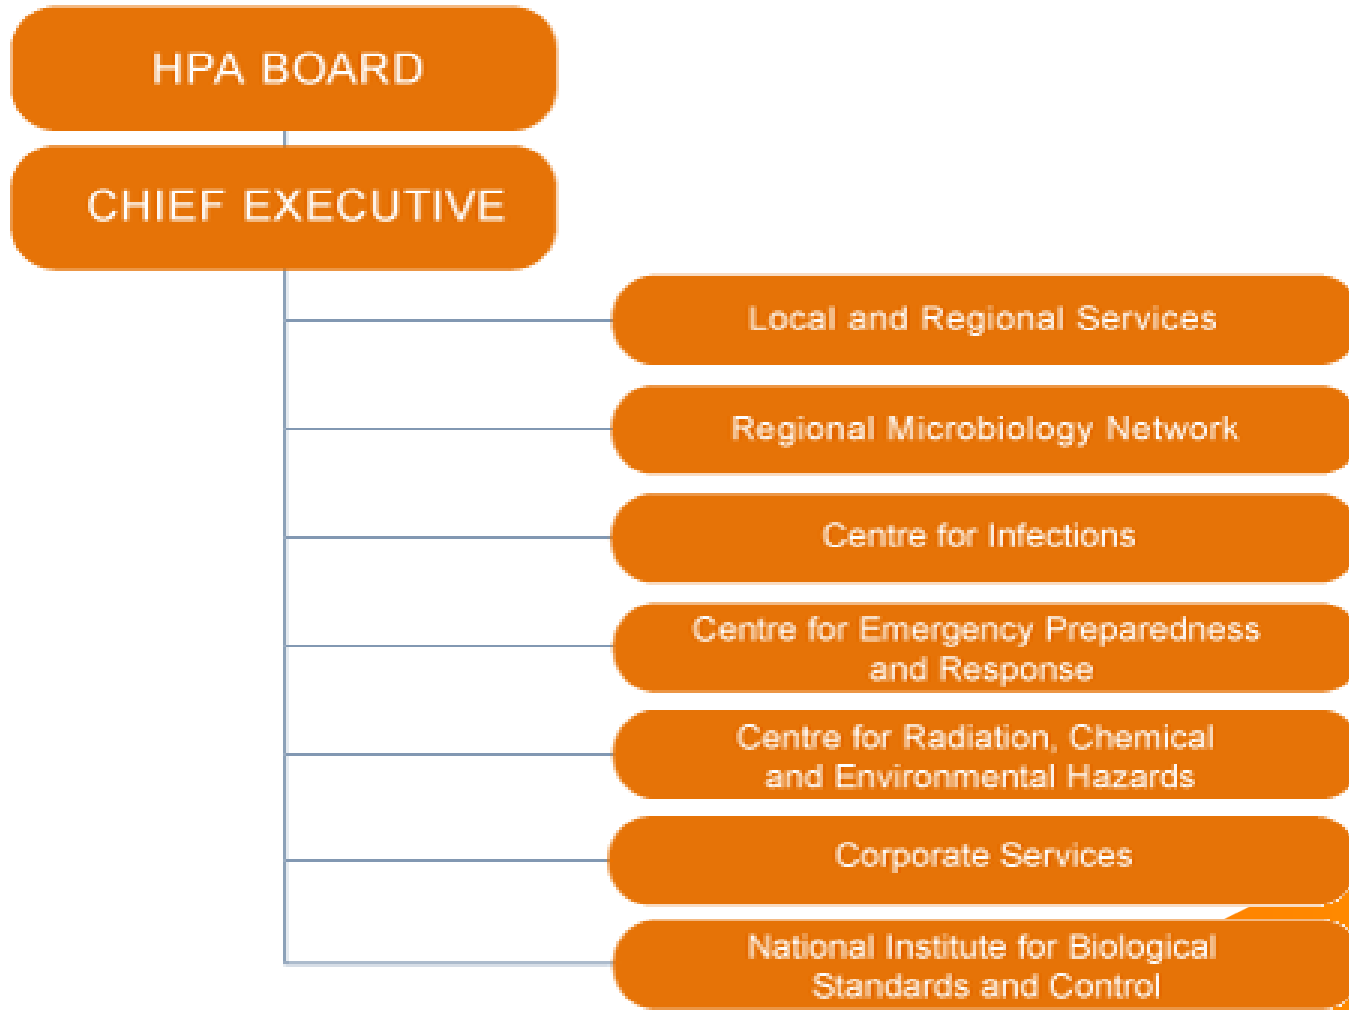 HPA BOARD
CHIEF EXECUTIVE
Local and Regional Services
Regional Microbiology Network
Centre for Infections
Centre for Emergency Preparedness
and Response
Centre for Radiation, Chemical
and Environmental Hazards
Corporate Services
National Institute for Biological
Standards and Control